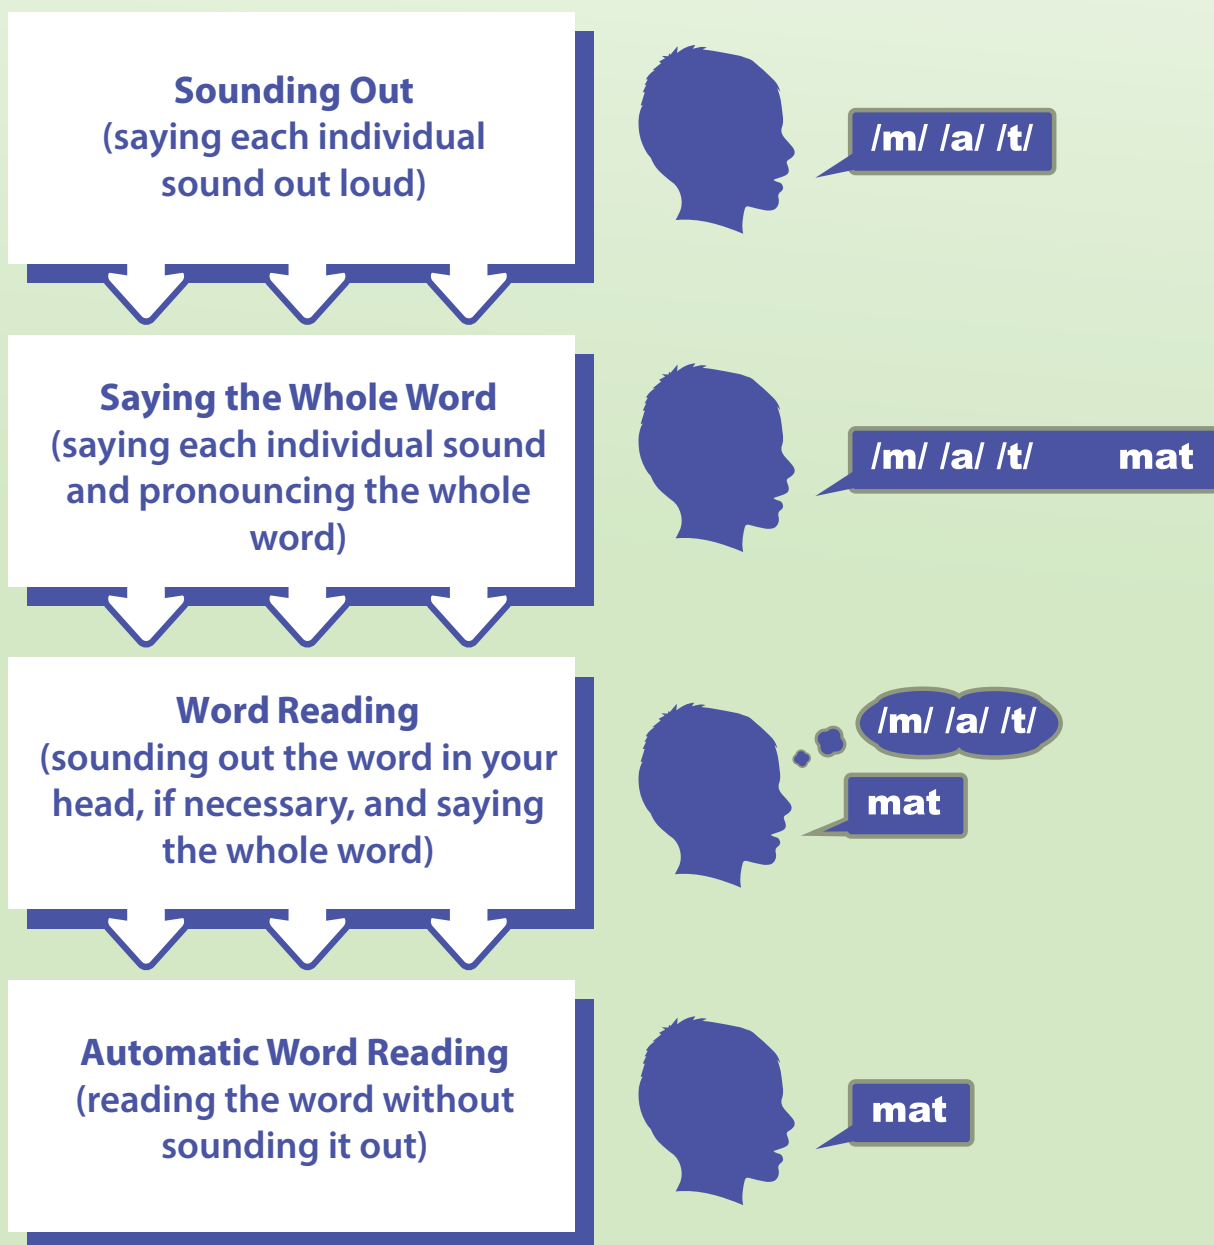 Sounding Out
(saying each individual
sound out loud)
/m/ /a/ /t/
Saying the Whole Word
(saying each individual sound
and pronouncing the whole
word)
/m/ /a/ /t/ mat
Word Reading
(sounding out the word in your
head, if necessary, and saying
the whole word)
/m/ /a/ /t/
mat
Automatic Word Reading
(reading the word without
sounding it out)
mat